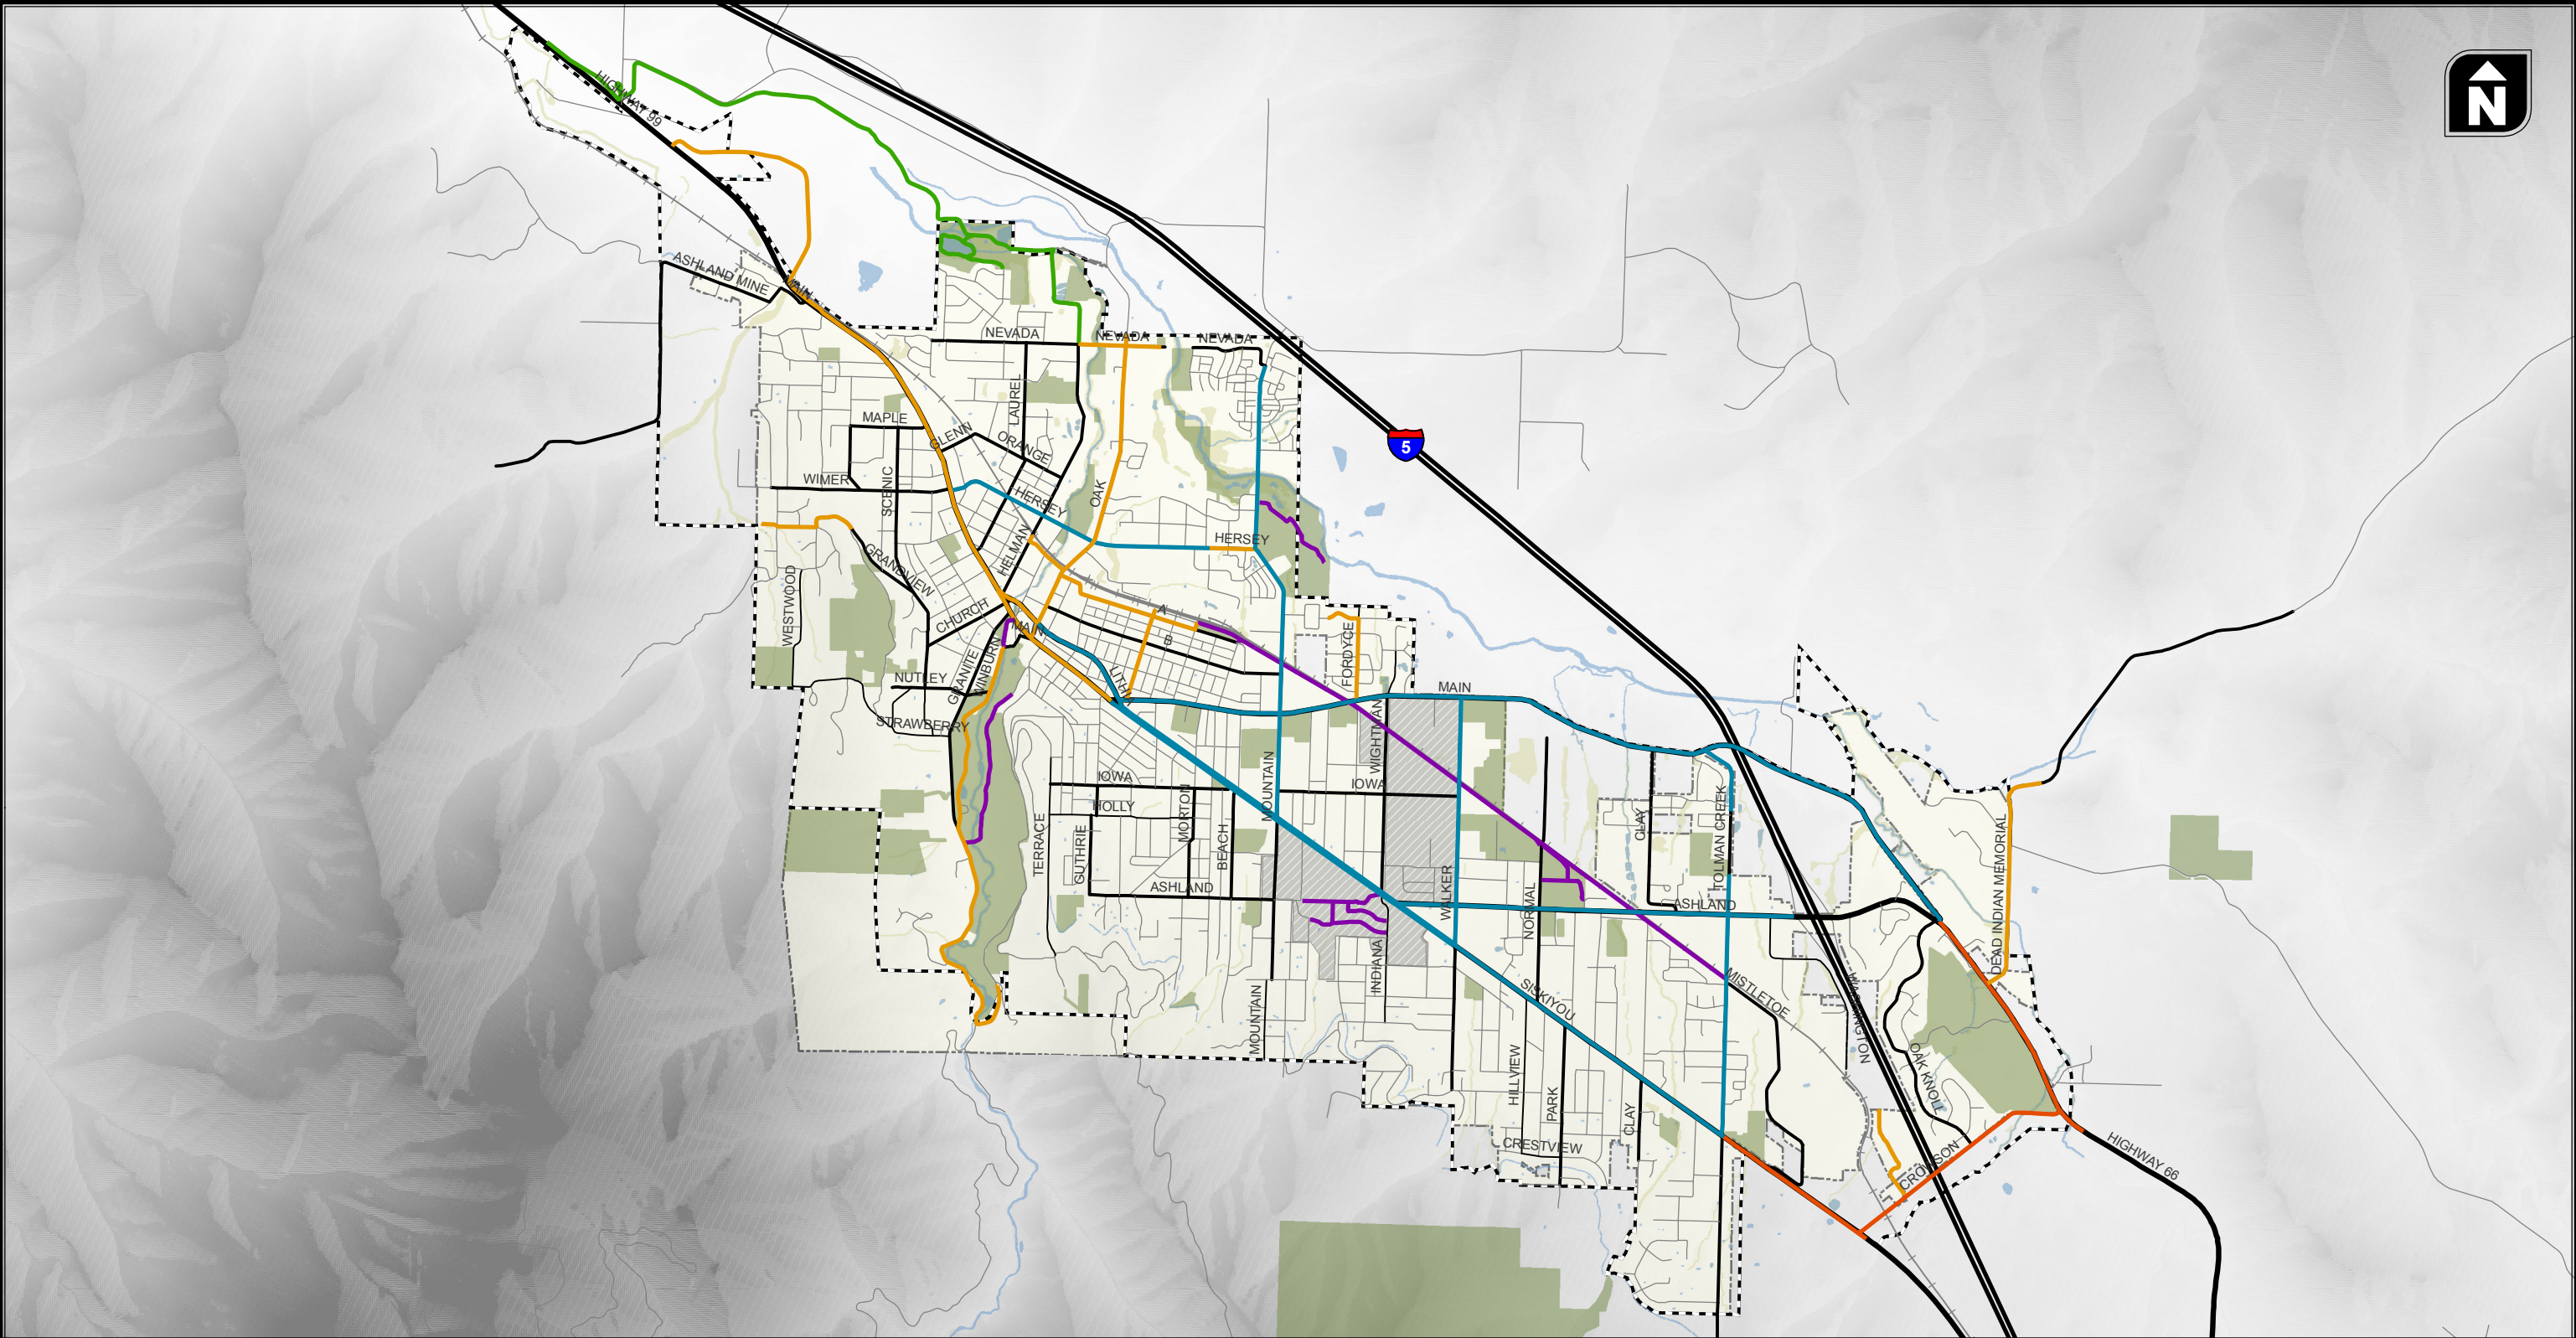 N
HIGHWAY 99
ASHLAND MINE
MAIN
NEVADA
NEVADA
NEVADA
LAUREL
MAPLE
GLENN
ORANGE
5
WIMER
SCENIC
HERSEY
OAK
HERSEY
HELMAN
GRANDVIEW
WESTWOOD
CHURCH
MAIN
A
B
FORDYCE
WINBURN
GRANITE
NUTLEY
LITHIA
MAIN
STRAWBERRY
WIGHTMAN
IOWA
IOWA
MOUNTAIN
HOLLY
MORTON
BEACH
TERRACE
GUTHRIE
CLAY
TOLMAN CREEK
DEAD INDIAN MEMORIAL
ASHLAND
WALKER
NORMAL
ASHLAND
INDIANA
MISTLETOE
SISKIYOU
WASHINGTON
MOUNTAIN
OAK KNOLL
HILLVIEW
PARK
CLAY
CRESTVIEW
CROWSON
HIGHWAY 66